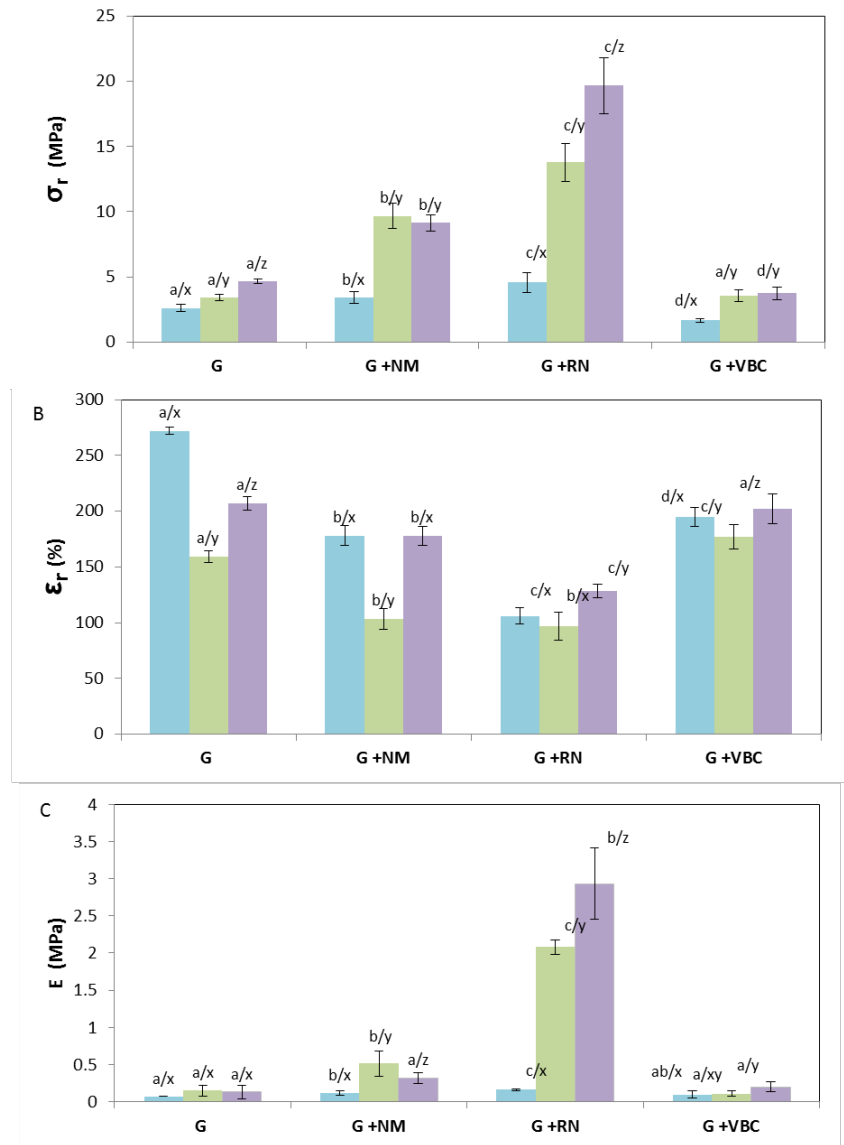 25
20
15
10
5
0
σr (MPa)
a/x
a/y
a/z
b/x
b/y
b/y
c/x
c/y
c/z
d/x
a/y
d/y
G
G +NM
G +RN
G +VBC
B
300
250
200
150
100
50
0
εr (%)
a/x
a/y
a/z
b/x
b/y
b/x
c/x
b/x
c/y
d/x
c/y
a/z
G
G +NM
G +RN
G +VBC
C
4
3.5
3
2.5
2
1.5
1
0.5
0
E (MPa)
a/x
a/x
a/x
b/x
b/y
a/z
c/x
c/y
b/z
ab/x
a/xy
a/y
G
G +NM
G +RN
G +VBC